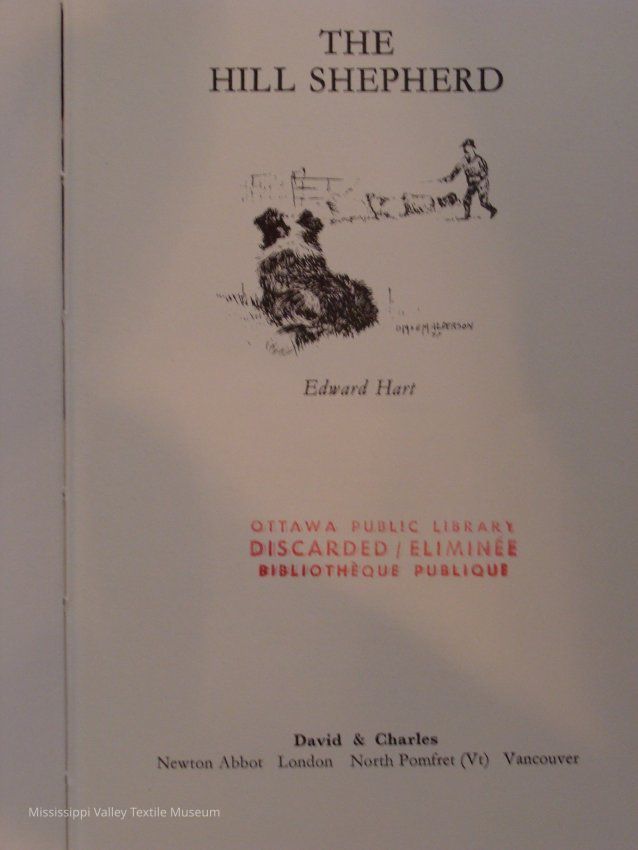 THE
HILL SHEPHERD
Edward Hart
OTTAWA PUBLIC LIBRARY
DISCARDED / ELIMINÉE
BIBLIOTHÈQUE PUBLIQUE
David & Charles
Newton Abbot London North Pomfret (Vt) Vancouver
Mississippi Valley Textile Museum